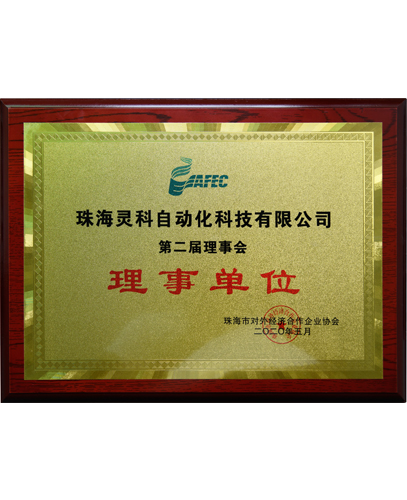 EAFEC
珠海灵科自动化科技有限公司
第二届理事会
理事单位
珠海市对外经济合作企业协会
二〇二〇年五月